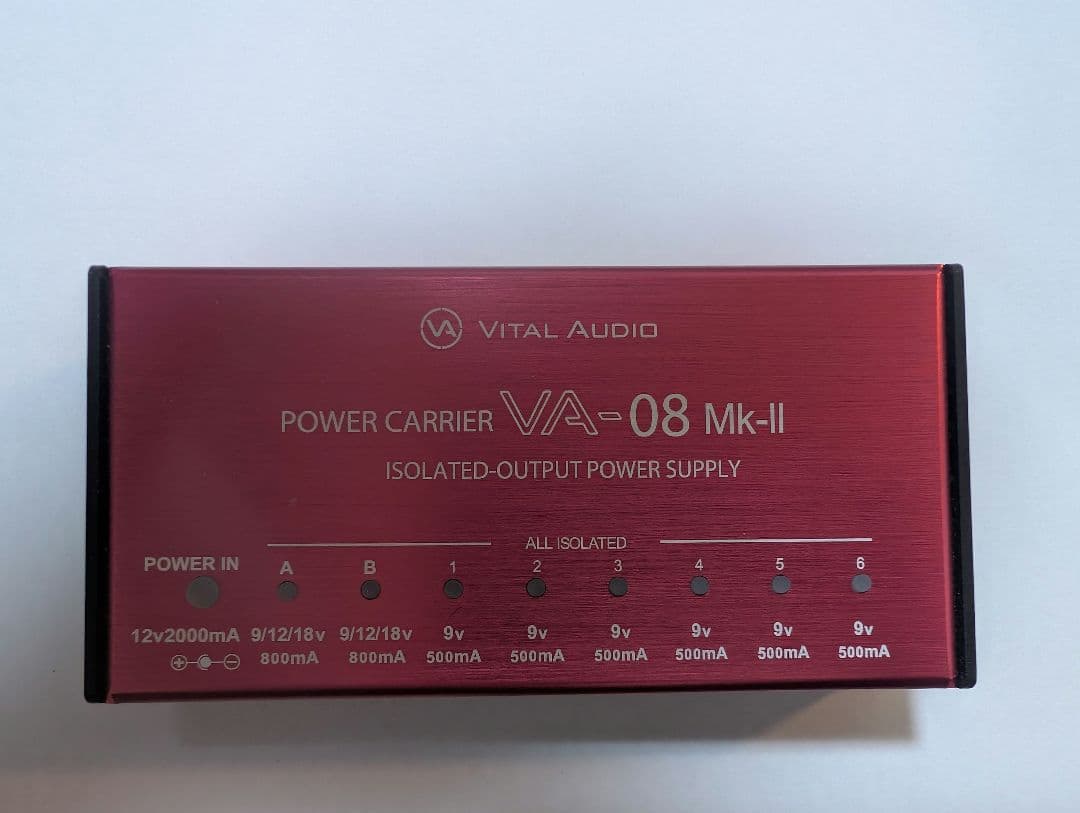 VA VITAL AUDIO
POWER CARRIER VA-08 Mk-II
ISOLATED-OUTPUT POWER SUPPLY
ALL ISOLATED
POWER IN A B 1 2 3 4 5 6
12v2000mA 9/12/18v 9/12/18v 9v 9v 9v 9v 9v 9v
800mA 800mA 500mA 500mA 500mA 500mA 500mA 500mA